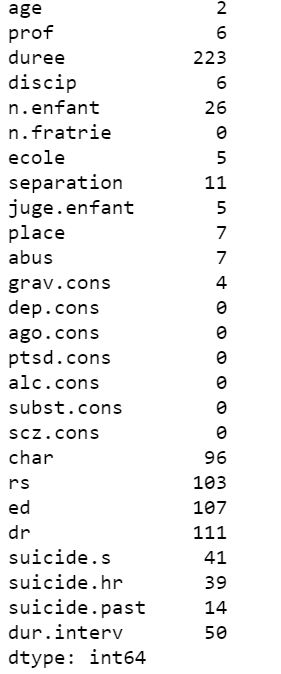 age 2
prof 6
duree 223
discip 6
n.enfant 26
n.fratrie 0
ecole 5
separation 11
juge.enfant 5
place 7
abus 7
grav.cons 4
dep.cons 0
ago.cons 0
ptsd.cons 0
alc.cons 0
subst.cons 0
scz.cons 0
char 96
rs 103
ed 107
dr 111
suicide.s 41
suicide.hr 39
suicide.past 14
dur.interv 50
dtype: int64